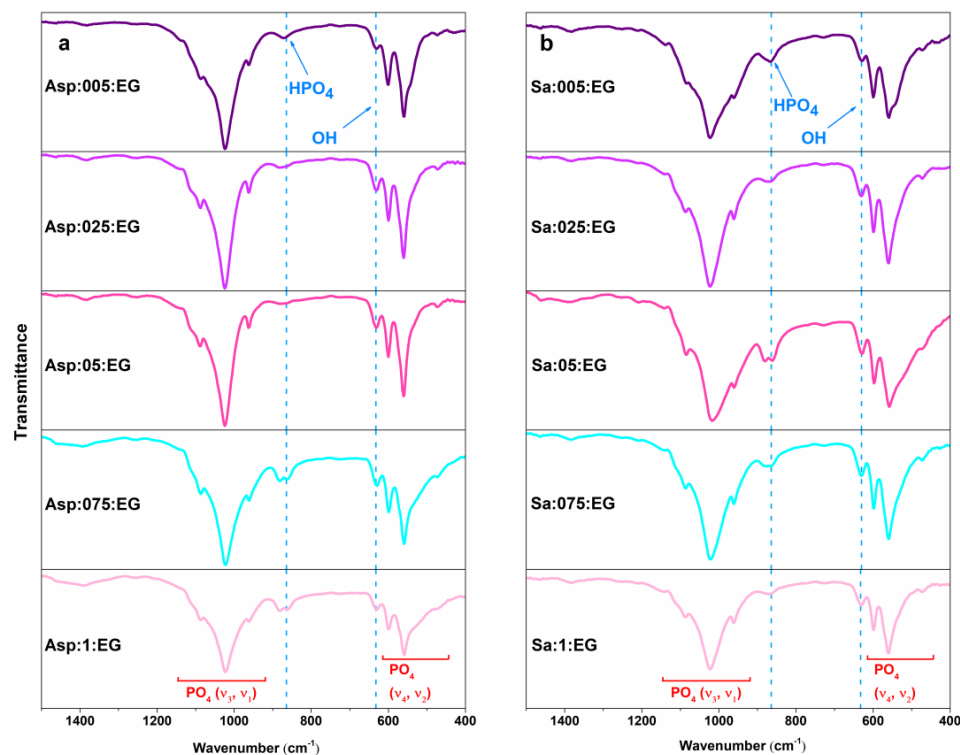 a
HPO4
OH
Asp:005:EG
Asp:025:EG
Asp:05:EG
Asp:075:EG
Asp:1:EG
PO4 (ν3, ν1)
PO4
(ν4, ν2)
Transmittance
1400 1200 1000 800 600 400
Wavenumber (cm-1)
b
HPO4
OH
Sa:005:EG
Sa:025:EG
Sa:05:EG
Sa:075:EG
Sa:1:EG
PO4 (ν3, ν1)
PO4
(ν4, ν2)
1400 1200 1000 800 600 400
Wavenumber (cm-1)